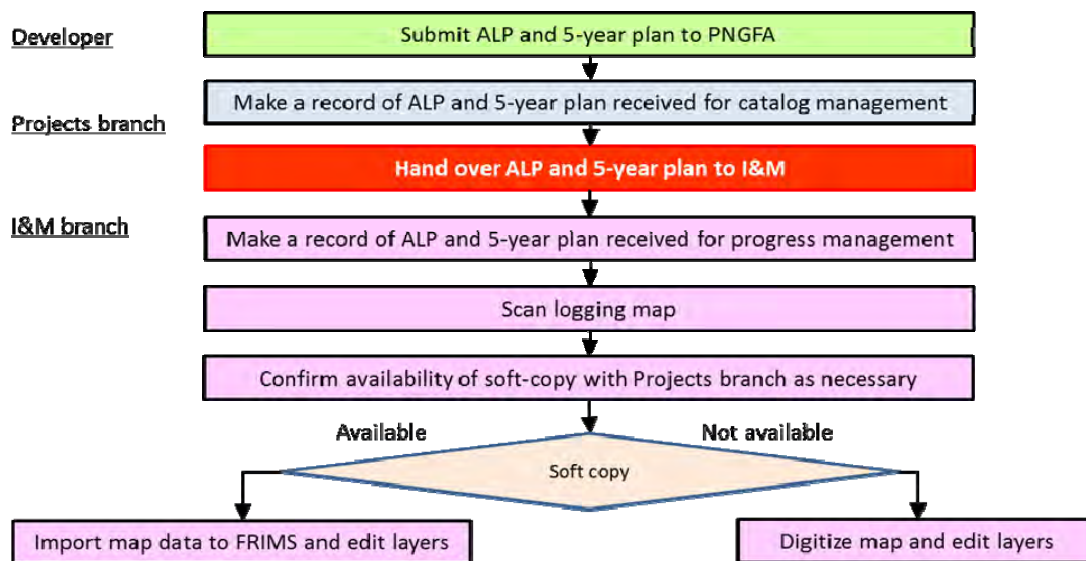 Developer
Submit ALP and 5-year plan to PNGFA
Make a record of ALP and 5-year plan received for catalog management
Projects branch
Hand over ALP and 5-year plan to I&M
I&M branch
Make a record of ALP and 5-year plan received for progress management
Scan logging map
Confirm availability of soft-copy with Projects branch as necessary
Available
Not available
Soft copy
Import map data to FRIMS and edit layers
Digitize map and edit layers